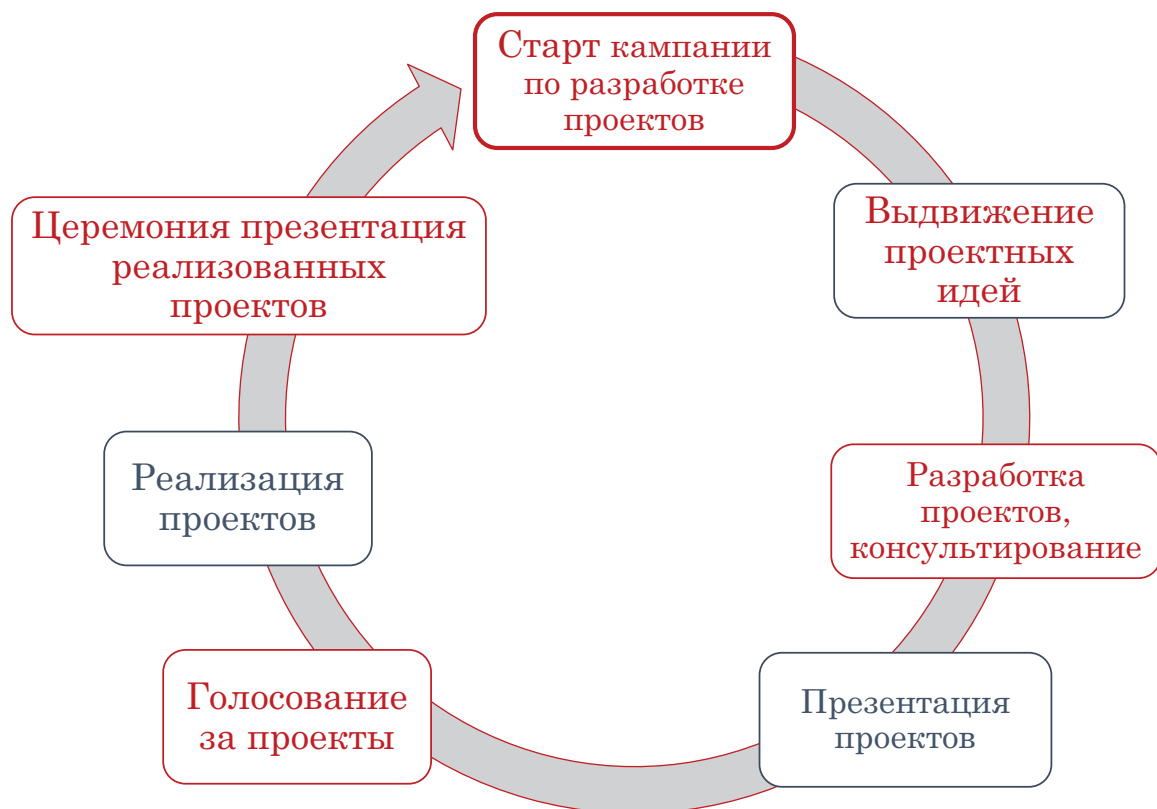 Старт кампании
по разработке
проектов
Выдвижение
проектных
идей
Разработка
проектов,
консультирование
Презентация
проектов
Голосование
за проекты
Реализация
проектов
Церемония презентация
реализованных
проектов